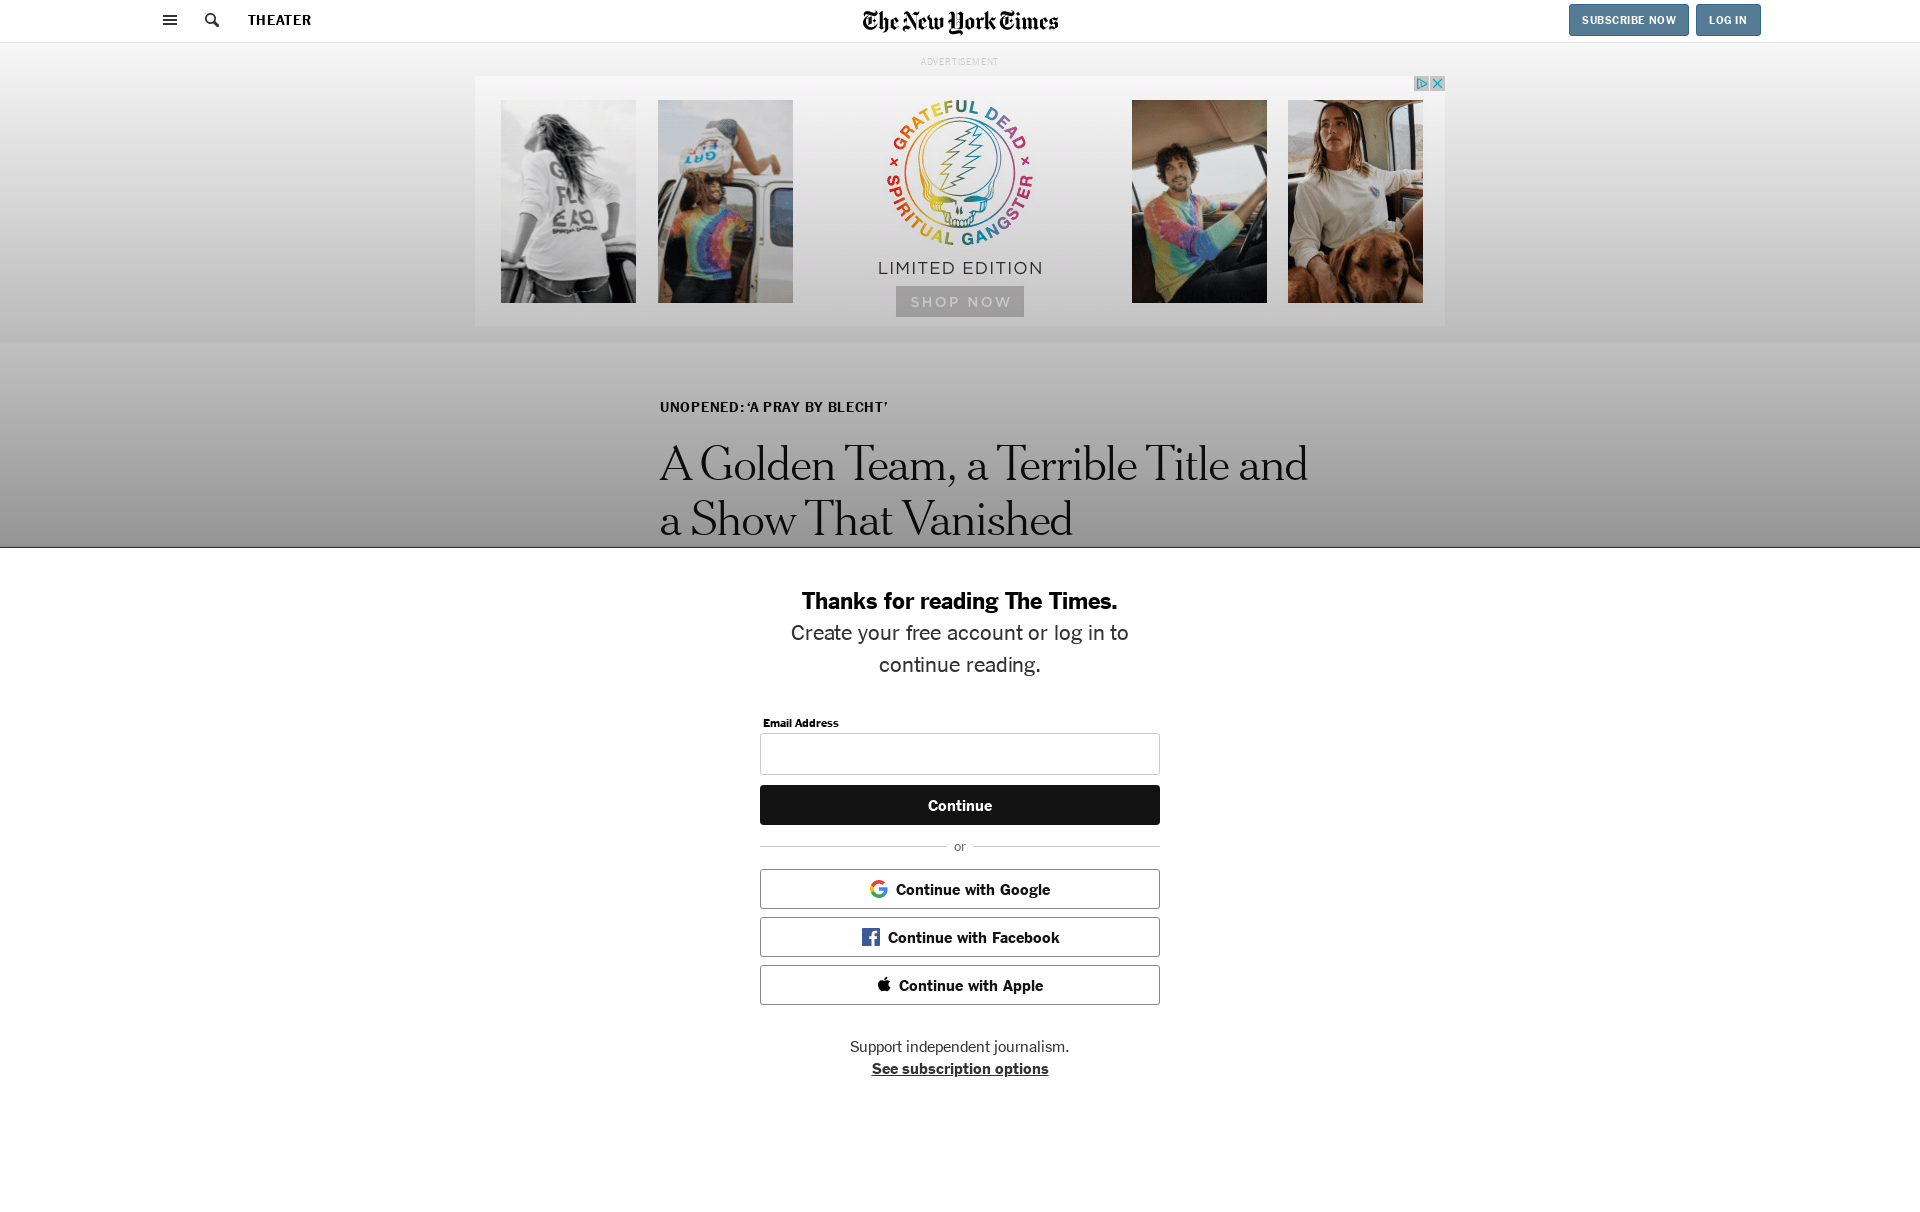 THEATER
The New York Times
SUBSCRIBE NOW
LOG IN
ADVERTISEMENT
GRATEFUL DEAD
SPIRITUAL GANGSTER
LIMITED EDITION
SHOP NOW
UNOPENED: ‘A PRAY BY BLECHT’
A Golden Team, a Terrible Title and
a Show That Vanished
Thanks for reading The Times.
Create your free account or log in to
continue reading.
Email Address
Continue
or
Continue with Google
Continue with Facebook
Continue with Apple
Support independent journalism.
See subscription options